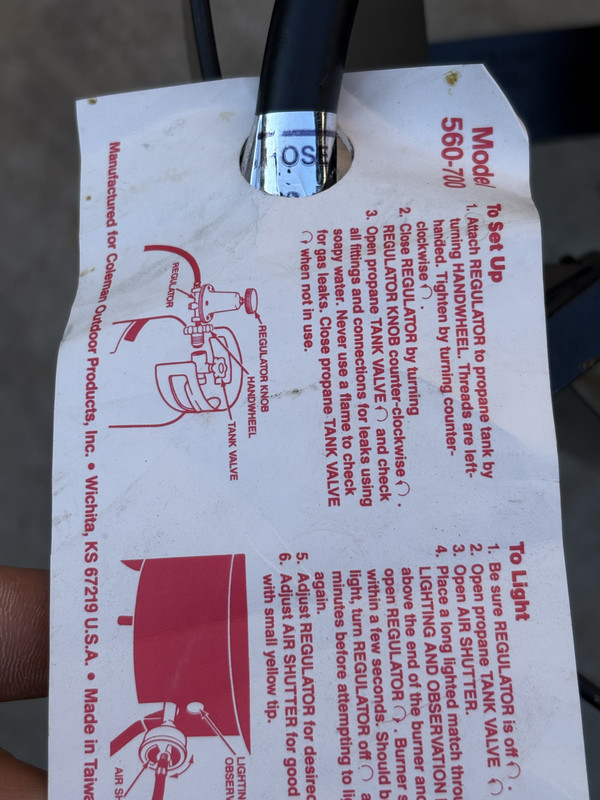 OSE
Model
560-700
To Set Up
1. Attach REGULATOR to propane tank by
turning HANDWHEEL. Threads are left-
handed. Tighten by turning counter-
clockwise.
2. Close REGULATOR by turning
REGULATOR KNOB counter-clockwise.
3. Open propane TANK VALVE and check
all fittings and connections for leaks using
soapy water. Never use a flame to check
for gas leaks. Close propane TANK VALVE
when not in use.
REGULATOR
REGULATOR KNOB
HANDWHEEL
TANK VALVE
To Light
1. Be sure REGULATOR is off.
2. Open propane TANK VALVE
3. Open AIR SHUTTER.
4. Place a long lighted match
LIGHTING AND OBSERVATION
above the end of the burner and
open REGULATOR. Burner
within a few seconds. Should
light, turn REGULATOR off
minutes before attempting to
again.
5. Adjust REGULATOR for
6. Adjust AIR SHUTTER for good
with small yellow tip.
Manufactured for Coleman Outdoor Products, Inc. • Wichita, KS 67219 U.S.A. • Made in